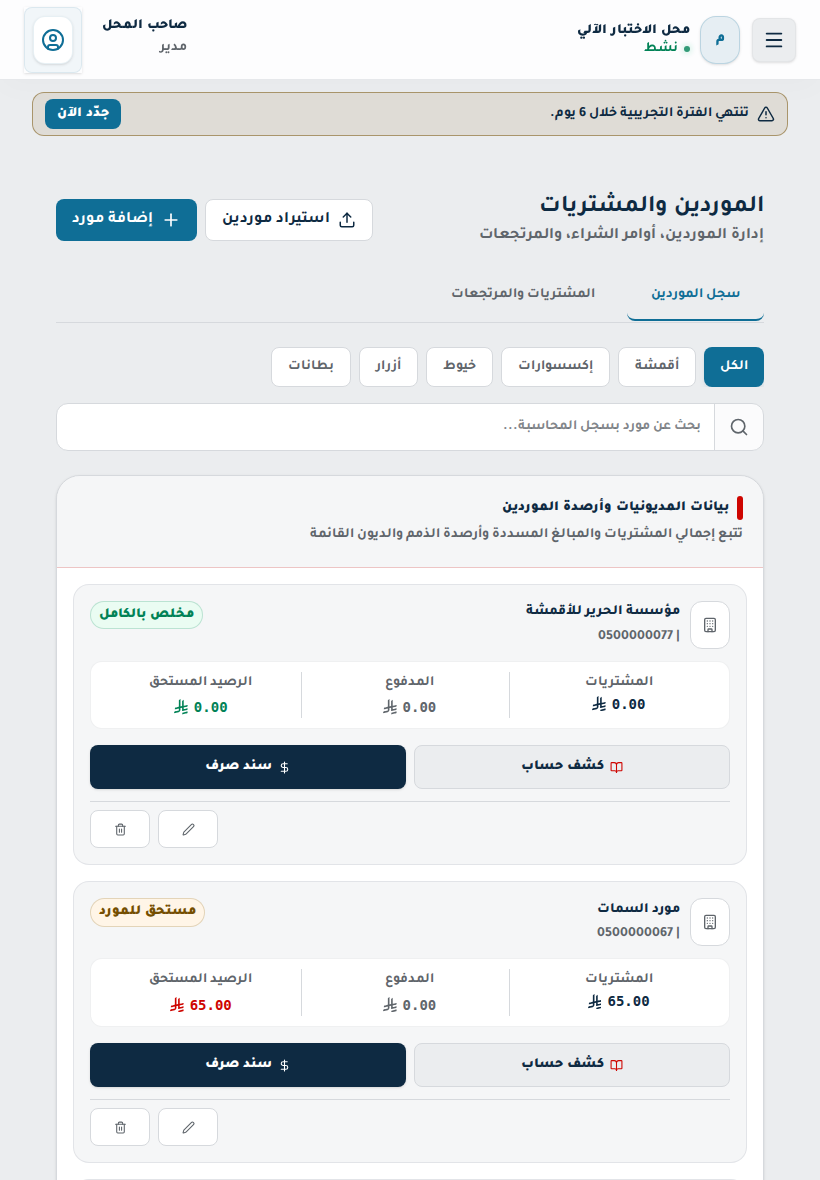 محل الاختبار الآلي
نشط
م
صاحب المحل
مدير
تنتهي الفترة التجريبية خلال 6 يوم.
جدّد الآن
الموردين والمشتريات
إدارة الموردين، أوامر الشراء، والمرتجعات
استيراد موردين
إضافة مورد
سجل الموردين
المشتريات والمرتجعات
الكل
أقمشة
إكسسوارات
خيوط
أزرار
بطانات
بحث عن مورد بسجل المحاسبة...
بيانات المديونيات وأرصدة الموردين
تتبع إجمالي المشتريات والمبالغ المسددة وأرصدة الذمم والديون القائمة
مؤسسة الحرير للأقمشة
| 0500000077
مخلص بالكامل
المشتريات
0.00
المدفوع
0.00
الرصيد المستحق
0.00
كشف حساب
سند صرف
مورد السمات
| 0500000067
مستحق للمورد
المشتريات
65.00
المدفوع
0.00
الرصيد المستحق
65.00
كشف حساب
سند صرف